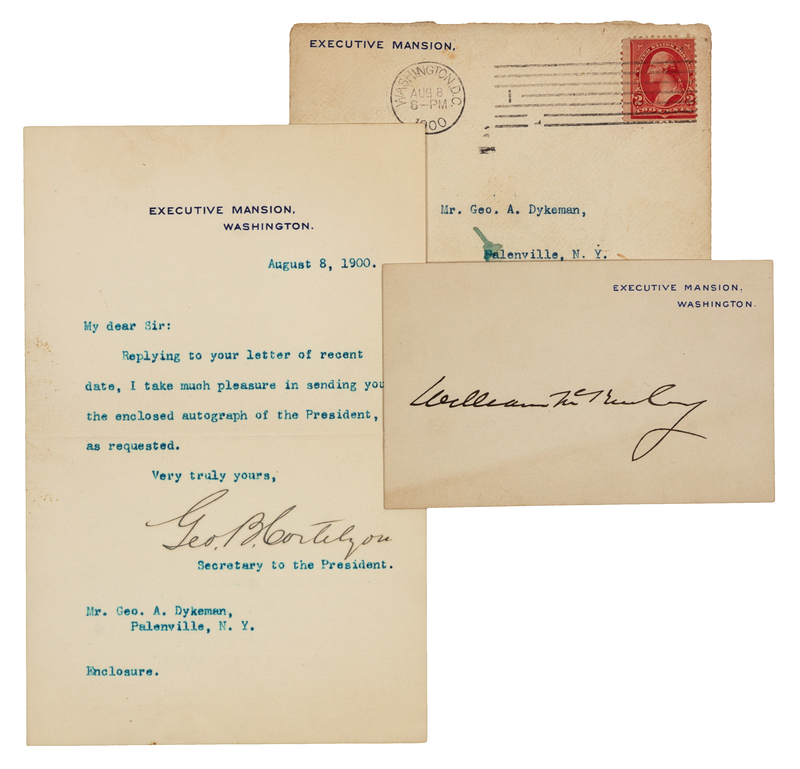 EXECUTIVE MANSION,
WASHINGTON, D.C.
AUG 8
6-PM
1900
2 2
Mr. Geo. A. Dykeman,
Palenville, N. Y.
EXECUTIVE MANSION,
WASHINGTON.
August 8, 1900.
My dear Sir:
Replying to your letter of recent
date, I take much pleasure in sending you
the enclosed autograph of the President,
as requested.
Very truly yours,
Geo. B. Cortelyou
Secretary to the President.
Mr. Geo. A. Dykeman,
Palenville, N. Y.
Enclosure.
EXECUTIVE MANSION,
WASHINGTON.
William McKinley